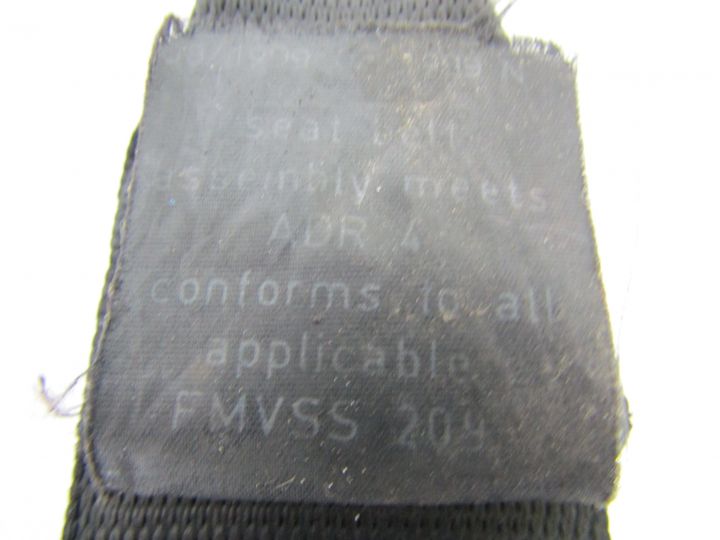 Seat belt
assembly meets
ADR 4
conforms to all
applicable
FMVSS 209